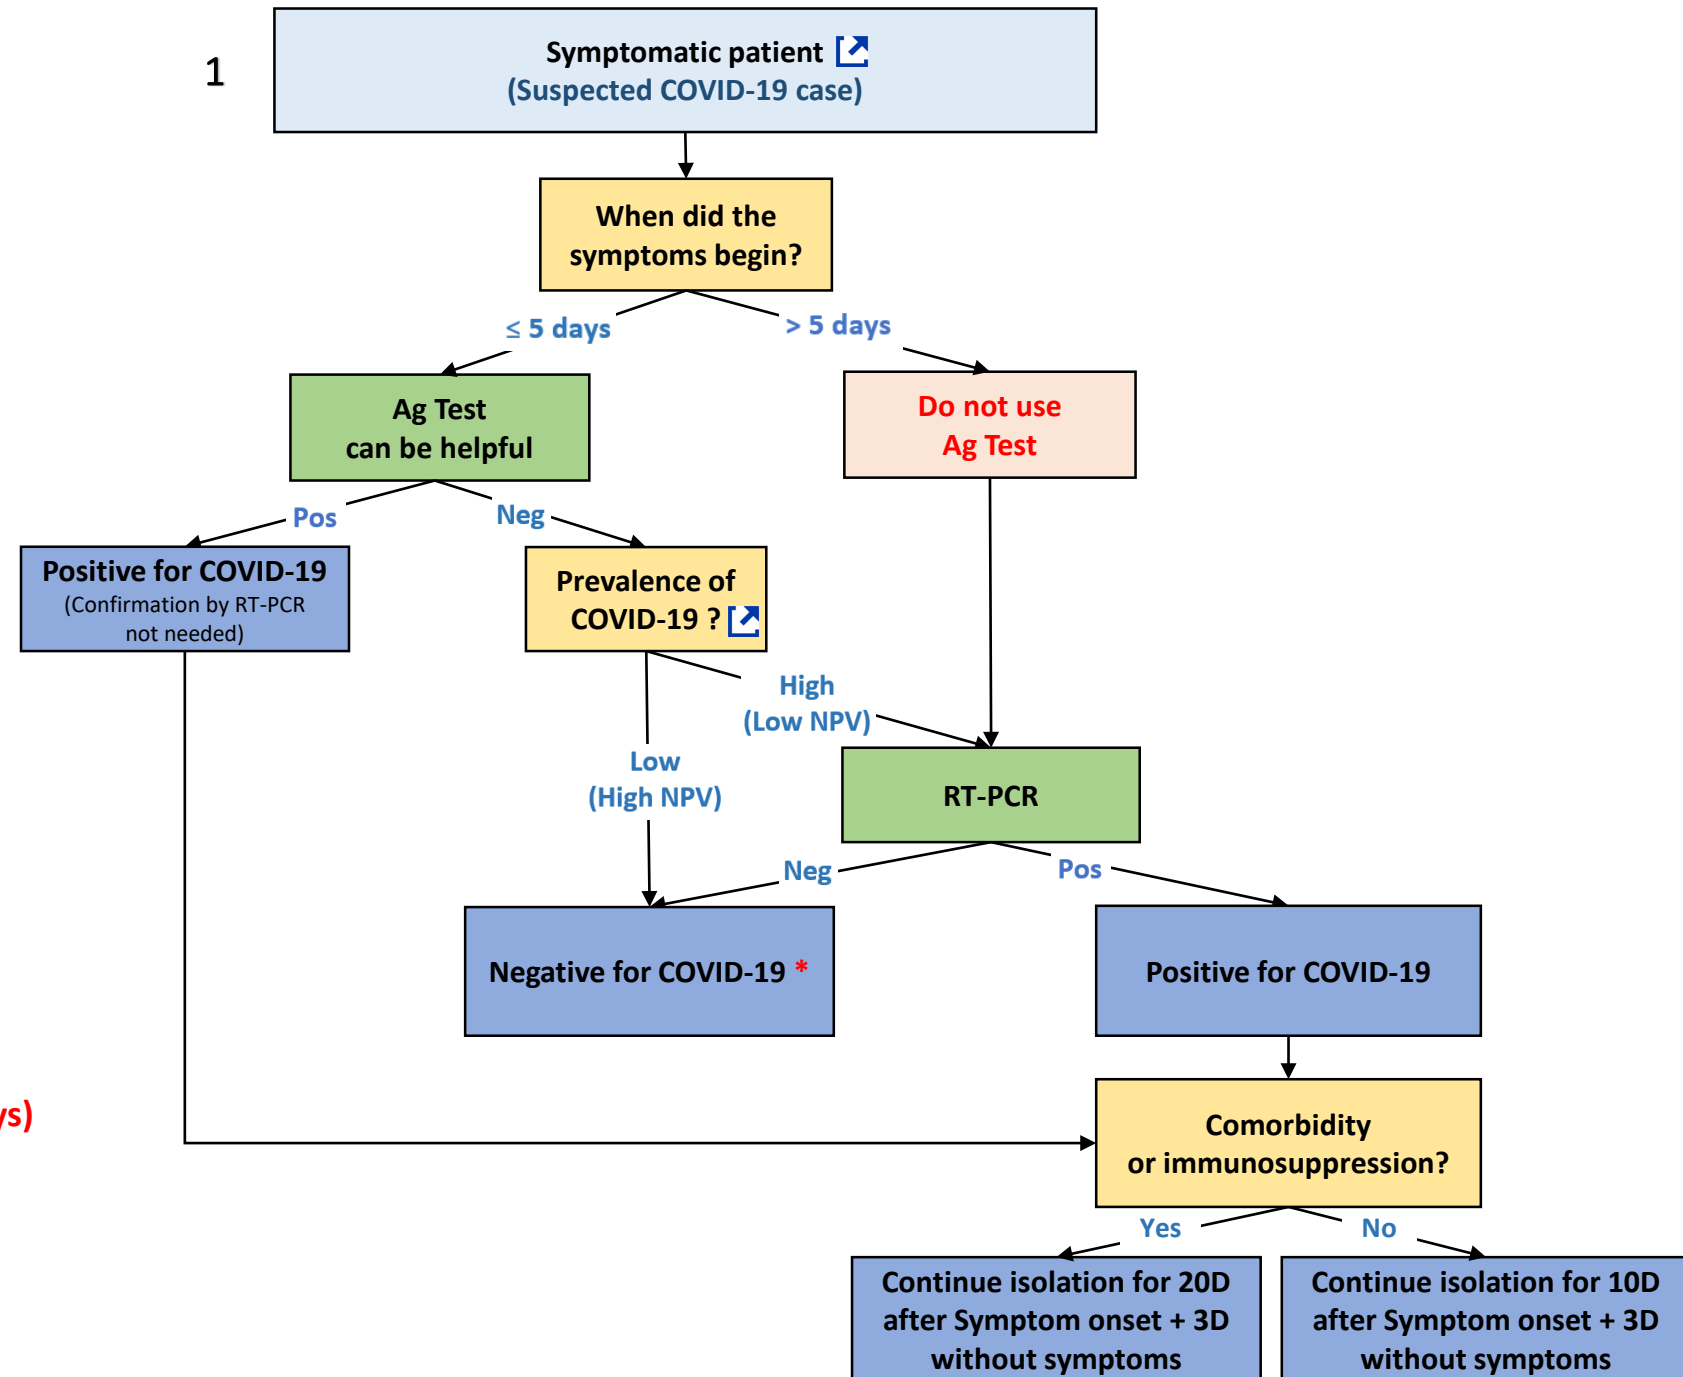 1
Symptomatic patient
(Suspected COVID-19 case)
When did the
symptoms begin?
≤ 5 days
> 5 days
Ag Test
can be helpful
Do not use
Ag Test
Pos
Neg
Positive for COVID-19
(Confirmation by RT-PCR
not needed)
Prevalence of
COVID-19 ?
High
(Low NPV)
Low
(High NPV)
RT-PCR
Neg
Pos
Negative for COVID-19 *
Positive for COVID-19
Comorbidity
or immunosuppression?
Yes
No
Continue isolation for 20D
after Symptom onset + 3D
without symptoms
Continue isolation for 10D
after Symptom onset + 3D
without symptoms